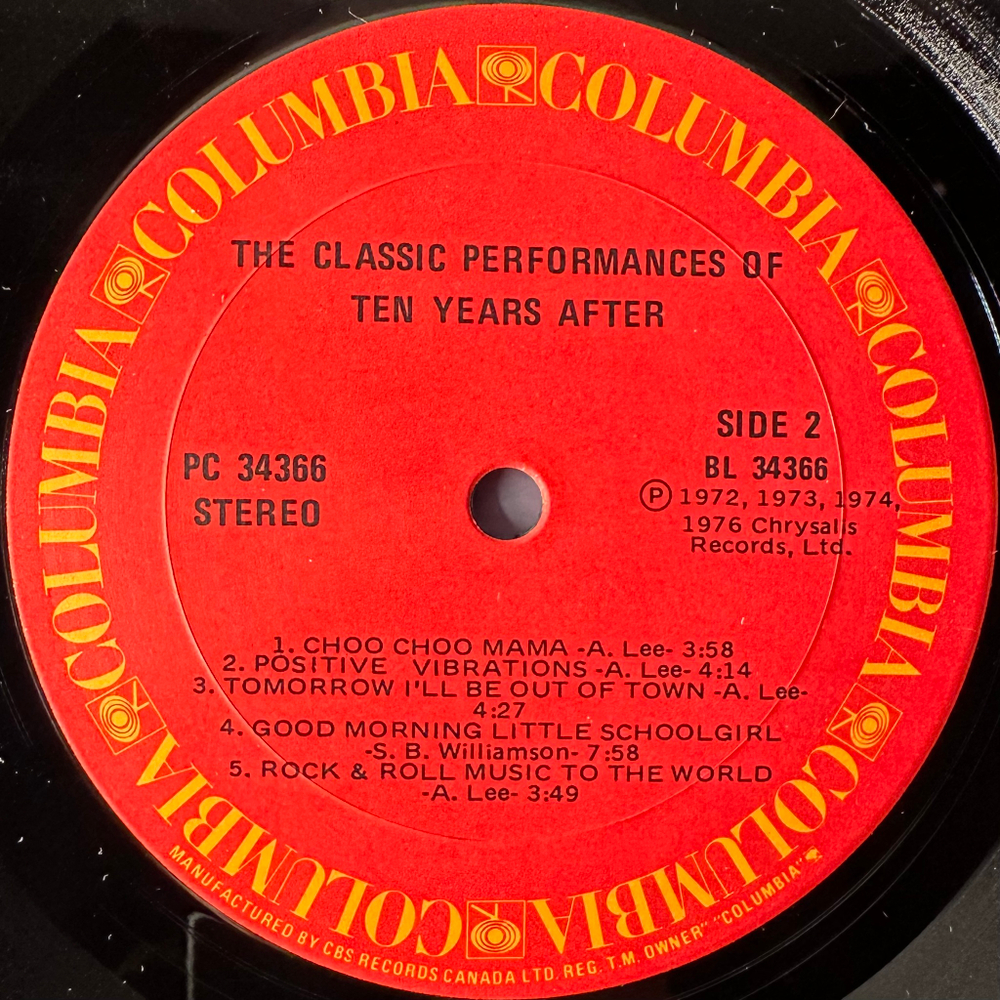 COLUMBIA COLUMBIA COLUMBIA COLUMBIA COLUMBIA COLUMBIA
THE CLASSIC PERFORMANCES OF
TEN YEARS AFTER
PC 34366
STEREO
SIDE 2
BL 34366
Ⓟ 1972, 1973, 1974,
1976 Chrysalis
Records, Ltd.
1. CHOO CHOO MAMA -A. Lee- 3:58
2. POSITIVE VIBRATIONS -A. Lee- 4:14
3. TOMORROW I'LL BE OUT OF TOWN -A. Lee-
4:27
4. GOOD MORNING LITTLE SCHOOLGIRL
-S. B. Williamson- 7:58
5. ROCK & ROLL MUSIC TO THE WORLD
-A. Lee- 3:49
MANUFACTURED BY CBS RECORDS CANADA LTD. REG. T.M. OWNER" "COLUMBIA"